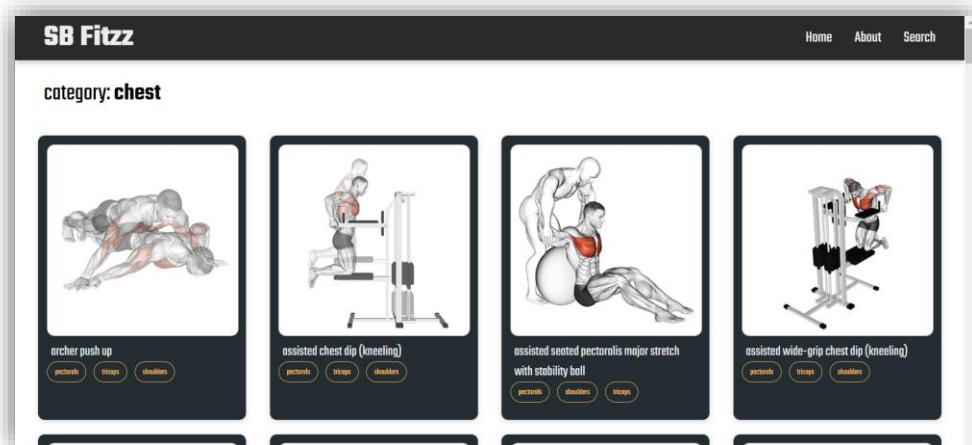 SB Fitzz
Home About Search
category: chest
archer push up
pectorals triceps shoulders
assisted chest dip (kneeling)
pectorals triceps shoulders
assisted seated pectoralis major stretch
with stability ball
pectorals shoulders triceps
assisted wide-grip chest dip (kneeling)
pectorals triceps shoulders